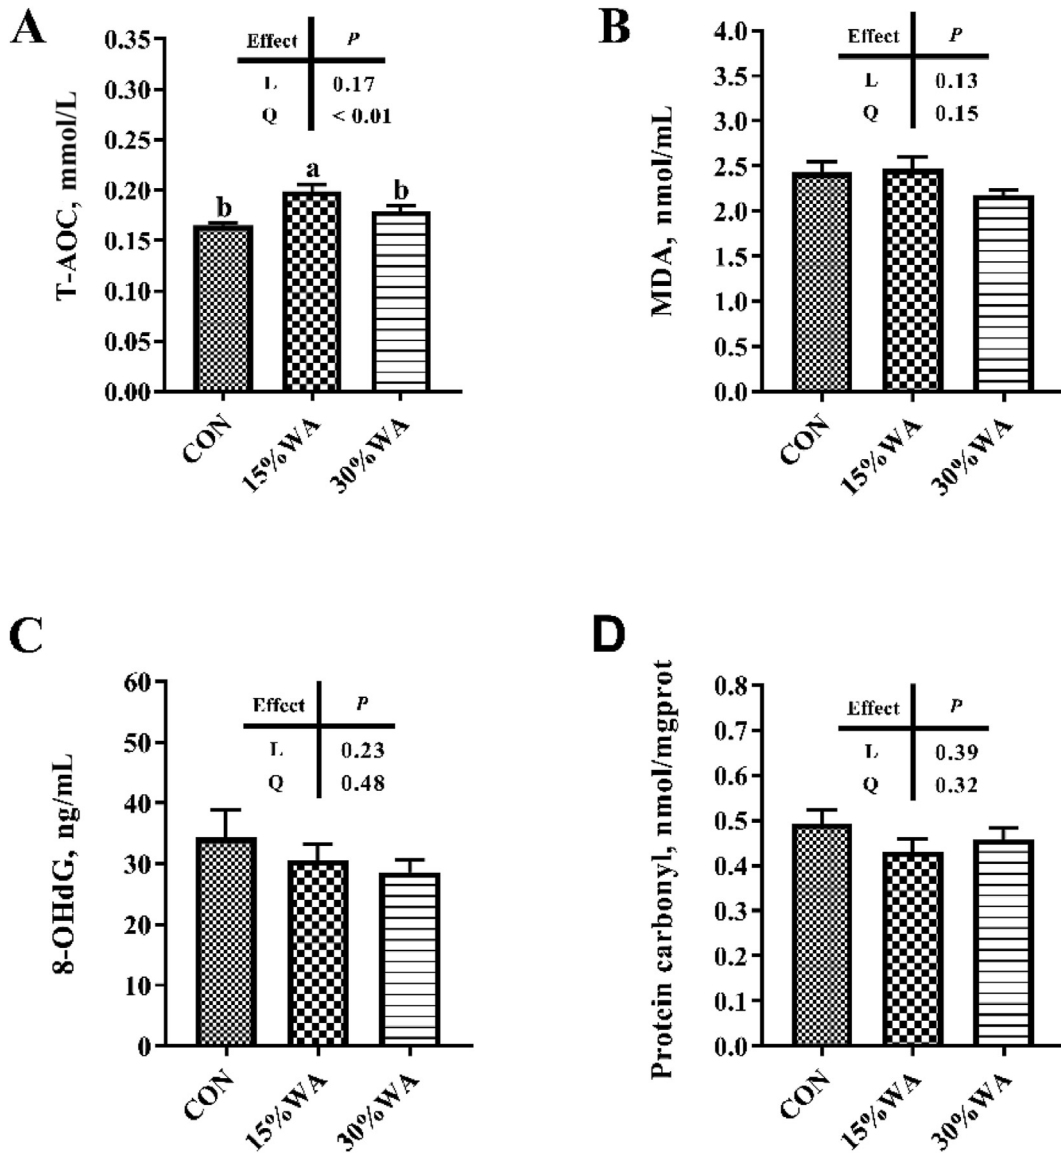 A
T-AOC, mmol/L
0.35
0.30
0.25
0.20
0.15
0.10
0.05
0.00
Effect P
L 0.17
Q < 0.01
b a b
CON 15%WA 30%WA
B
MDA, nmol/mL
4.0
3.5
3.0
2.5
2.0
1.5
1.0
0.5
0.0
Effect P
L 0.13
Q 0.15
CON 15%WA 30%WA
C
8-OHdG, ng/mL
60
50
40
30
20
10
0
Effect P
L 0.23
Q 0.48
CON 15%WA 30%WA
D
Protein carbonyl, nmol/mgprot
0.8
0.7
0.6
0.5
0.4
0.3
0.2
0.1
0.0
Effect P
L 0.39
Q 0.32
CON 15%WA 30%WA